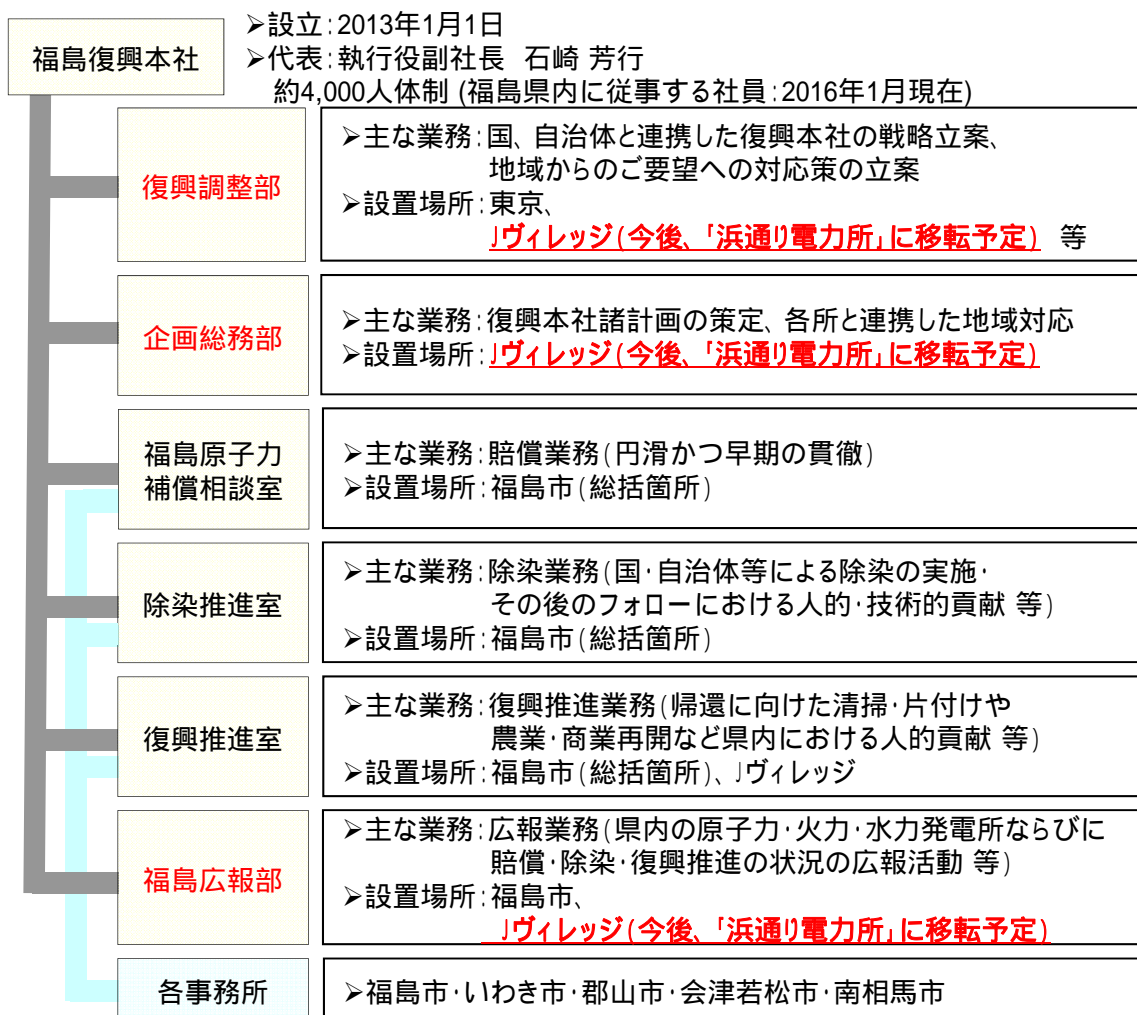 福島復興本社
➢設立:2013年1月1日
➢代表:執行役副社長 石崎 芳行
約4,000人体制 (福島県内に従事する社員:2016年1月現在)
復興調整部
➢主な業務:国、自治体と連携した復興本社の戦略立案、
地域からのご要望への対応策の立案
➢設置場所:東京、
Jヴィレッジ(今後、「浜通り電力所」に移転予定) 等
企画総務部
➢主な業務:復興本社諸計画の策定、各所と連携した地域対応
➢設置場所:Jヴィレッジ(今後、「浜通り電力所」に移転予定)
福島原子力
補償相談室
➢主な業務:賠償業務(円滑かつ早期の貫徹)
➢設置場所:福島市(総括箇所)
除染推進室
➢主な業務:除染業務(国・自治体等による除染の実施・
その後のフォローにおける人的・技術的貢献 等)
➢設置場所:福島市(総括箇所)
復興推進室
➢主な業務:復興推進業務(帰還に向けた清掃・片付けや
農業・商業再開など県内における人的貢献 等)
➢設置場所:福島市(総括箇所)、Jヴィレッジ
福島広報部
➢主な業務:広報業務(県内の原子力・火力・水力発電所ならびに
賠償・除染・復興推進の状況の広報活動 等)
➢設置場所:福島市、
Jヴィレッジ(今後、「浜通り電力所」に移転予定)
各事務所
➢福島市・いわき市・郡山市・会津若松市・南相馬市